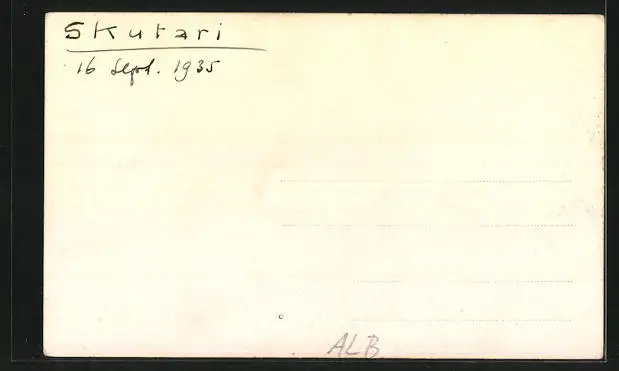 Skutari
16 Sept. 1935
ALB